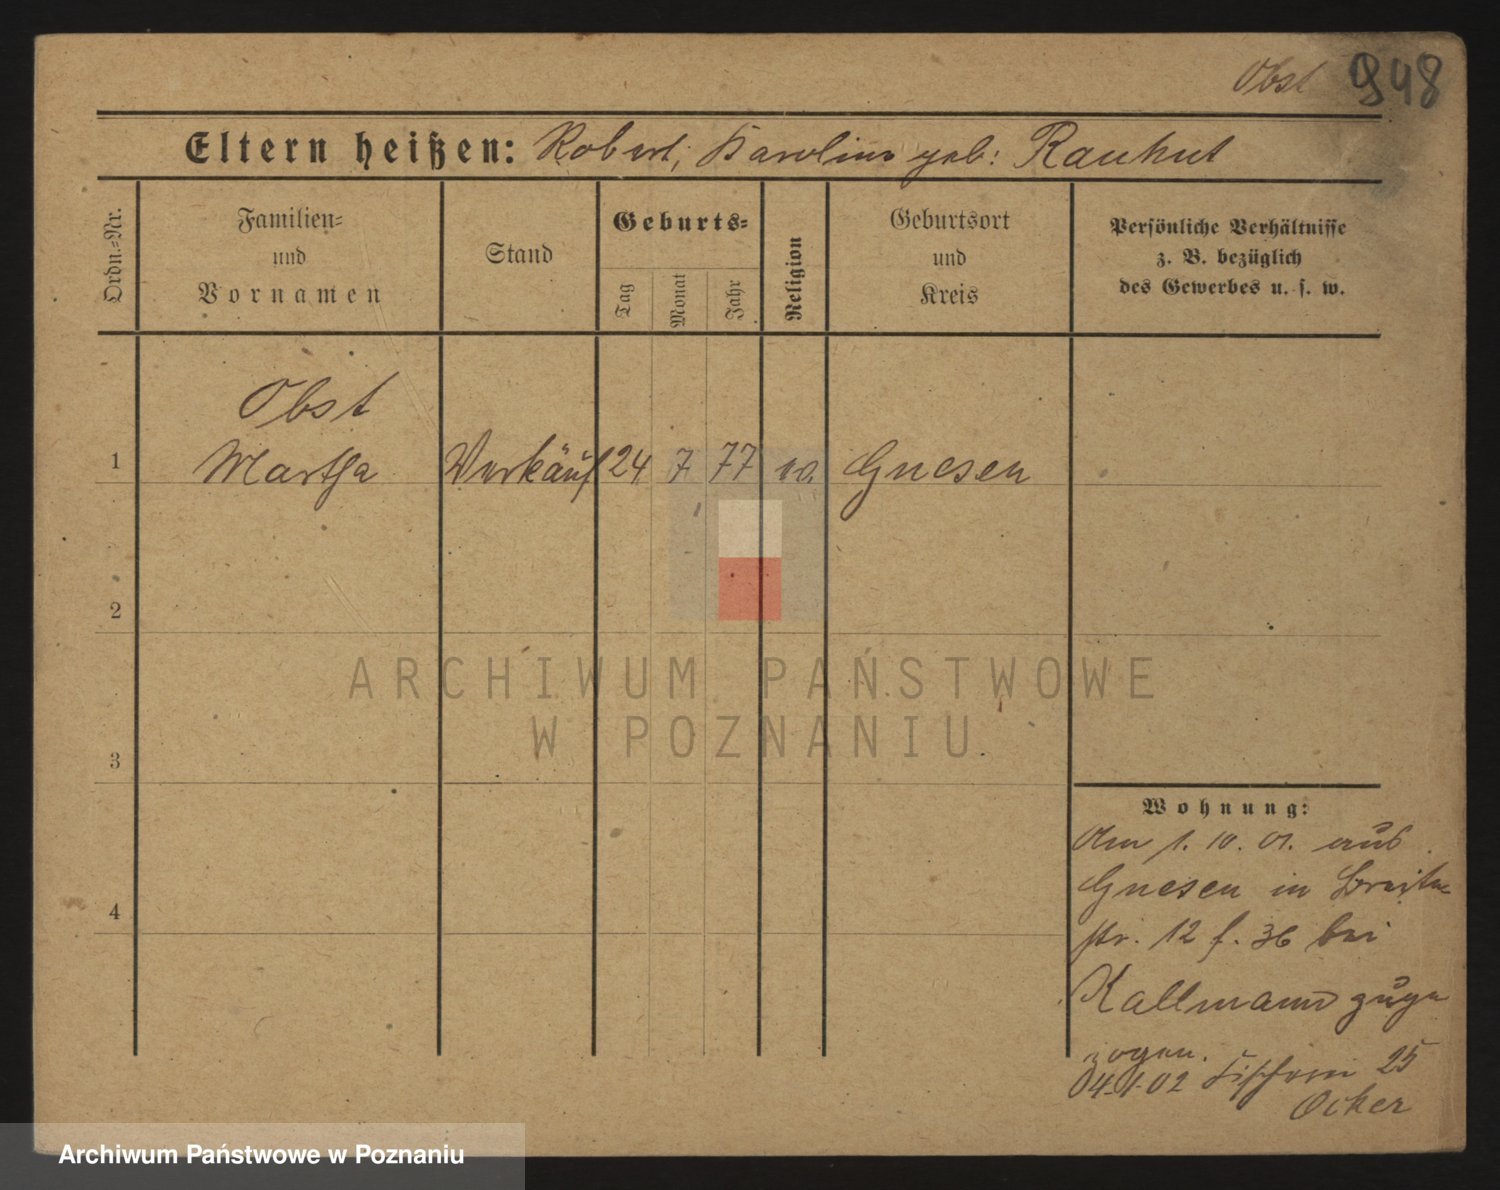 Obst 948
Eltern heißen: Robert, Karoline geb: Rauhut
Ordn.-Nr.
Familien-
und
Vornamen
Stand
Geburts-
Tag
Monat
Jahr
Religion
Geburtsort
und
Kreis
Persönliche Verhältnisse
z. B. bezüglich
des Gewerbes u. s. w.
Obst
1 Martha Verkäuf 24 7 77 ev. Gnesen
2
ARCHIWUM PAŃSTWOWE
W POZNANIU
3
Wohnung:
Am 1. 10. 01. aus
Gnesen in Breite
str. 12 f. 36 bei
4
Kallmann zuge
zogen.
04.1.02 25
Ocker
Archiwum Państwowe w Poznaniu